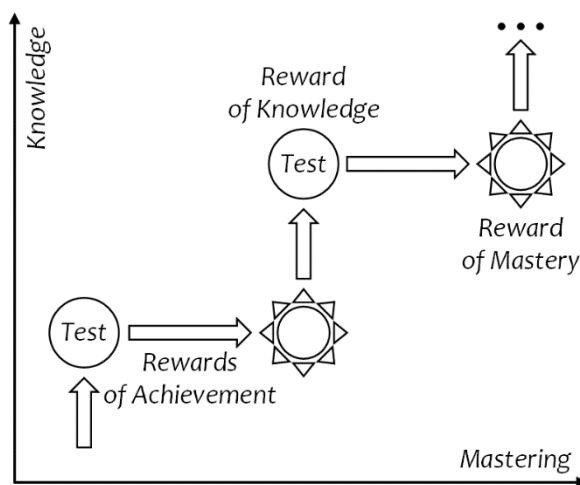 Knowledge
• • •
Reward
of Knowledge
Test
Reward
of Mastery
Test
Rewards
of Achievement
Mastering